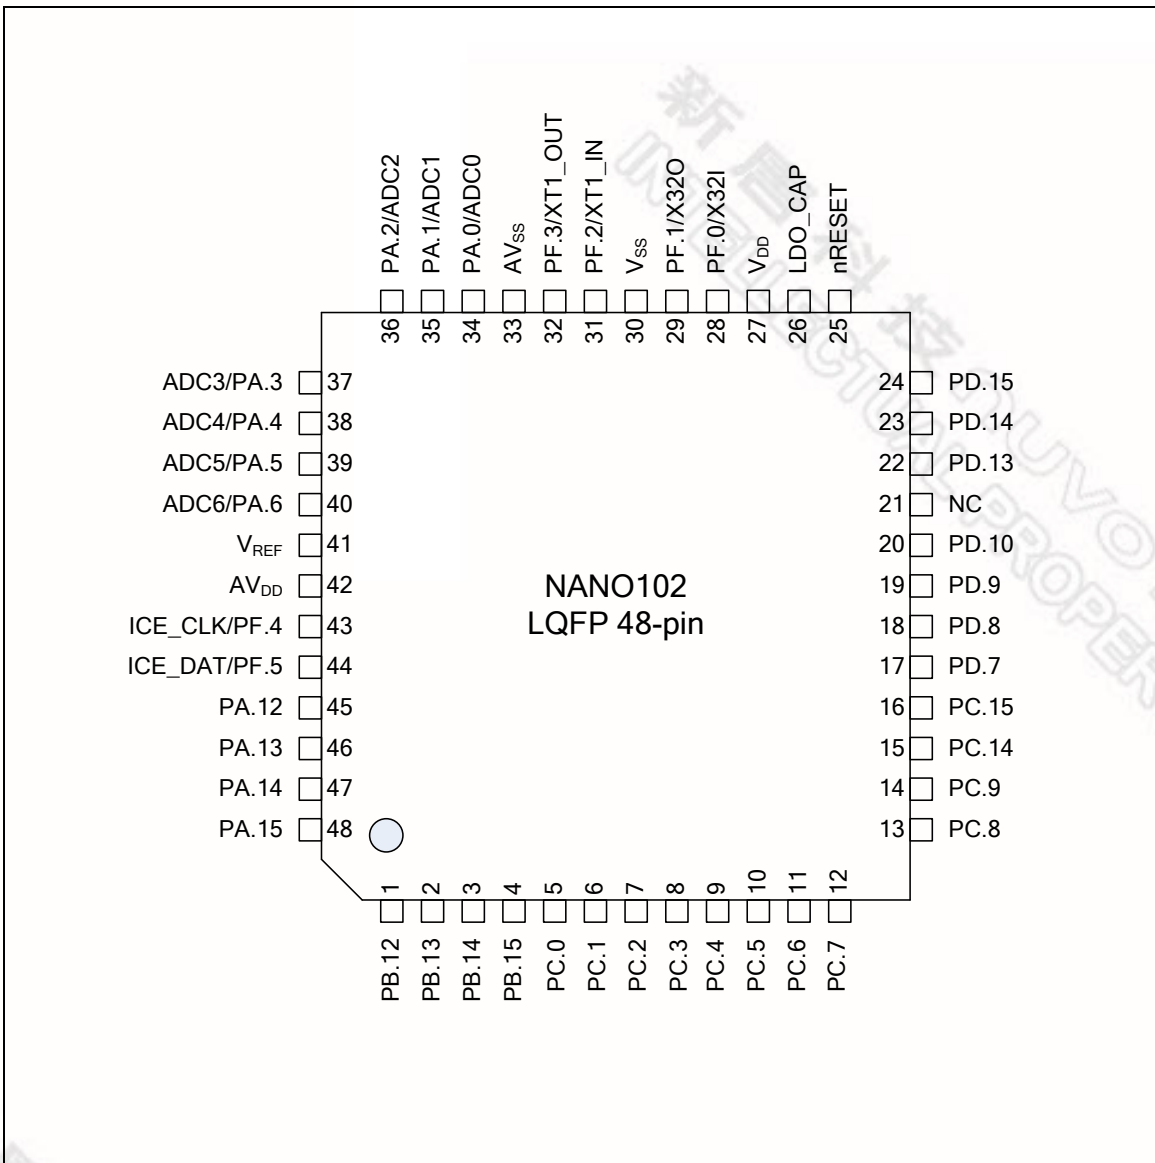 新唐科技 nuvo
INTELLECTUAL PROPER
PA.2/ADC2
PA.1/ADC1
PA.0/ADC0
AVSS
PF.3/XT1_OUT
PF.2/XT1_IN
VSS
PF.1/X32O
PF.0/X32I
VDD
LDO_CAP
nRESET
36 35 34 33 32 31 30 29 28 27 26 25
ADC3/PA.3 37
ADC4/PA.4 38
ADC5/PA.5 39
ADC6/PA.6 40
VREF 41
AVDD 42
ICE_CLK/PF.4 43
ICE_DAT/PF.5 44
PA.12 45
PA.13 46
PA.14 47
PA.15 48
NANO102
LQFP 48-pin
24 PD.15
23 PD.14
22 PD.13
21 NC
20 PD.10
19 PD.9
18 PD.8
17 PD.7
16 PC.15
15 PC.14
14 PC.9
13 PC.8
1 2 3 4 5 6 7 8 9 10 11 12
PB.12
PB.13
PB.14
PB.15
PC.0
PC.1
PC.2
PC.3
PC.4
PC.5
PC.6
PC.7